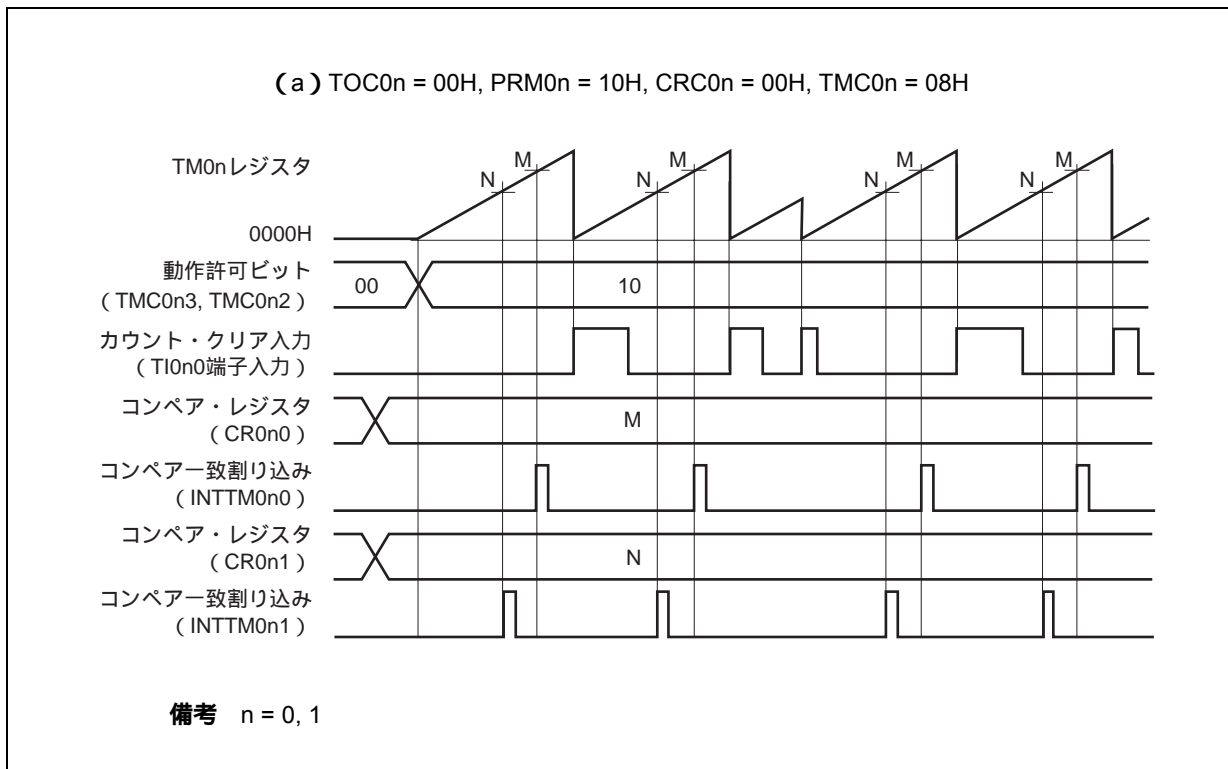 （a）TOC0n = 00H, PRM0n = 10H, CRC0n = 00H, TMC0n = 08H
TM0nレジスタ
N M N M N M N M
0000H
動作許可ビット
（TMC0n3, TMC0n2）
00 10
カウント・クリア入力
（TI0n0端子入力）
コンペア・レジスタ
（CR0n0）
M
コンペア一致割り込み
（INTTM0n0）
コンペア・レジスタ
（CR0n1）
N
コンペア一致割り込み
（INTTM0n1）
備考 n = 0, 1